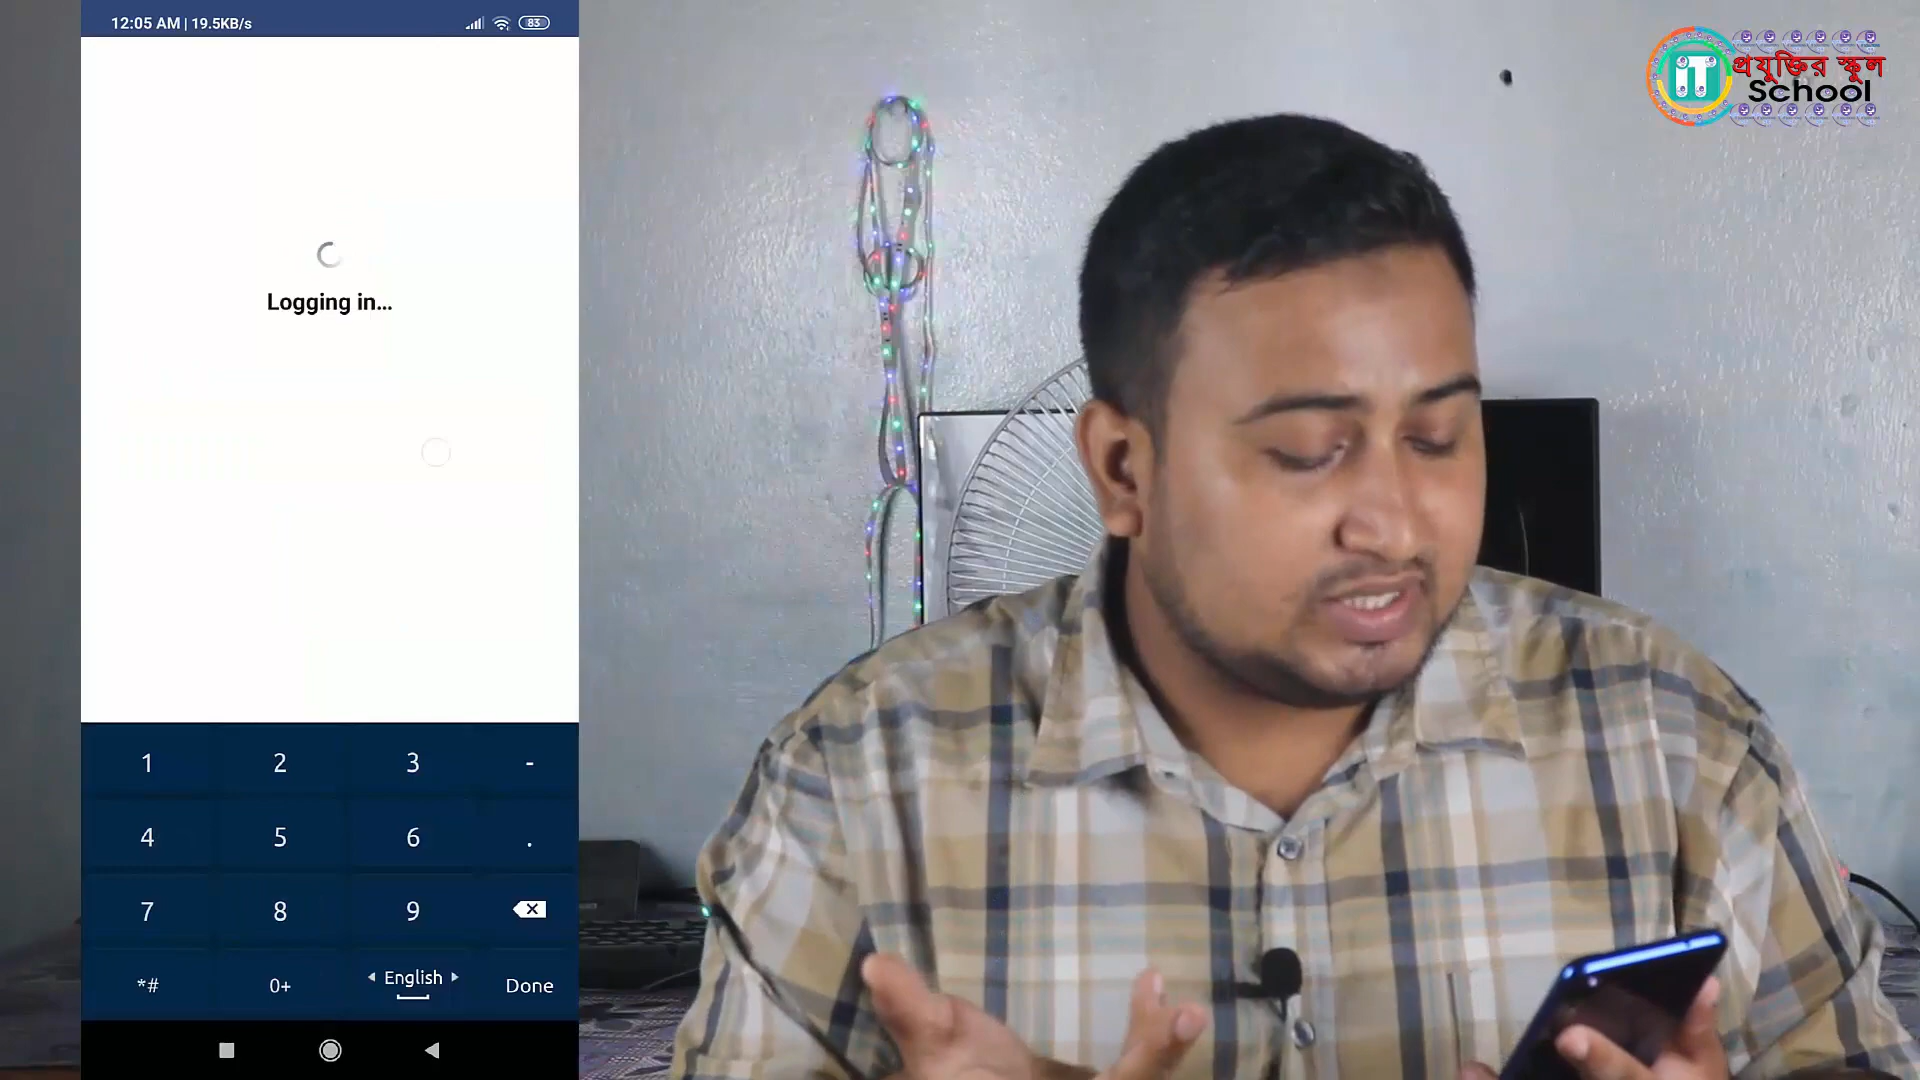 12:05 AM | 19.5KB/s
83
Logging in...
1 2 3 -
4 5 6 .
7 8 9
*# 0+ English Done
iT
প্রযুক্তির স্কুল
School